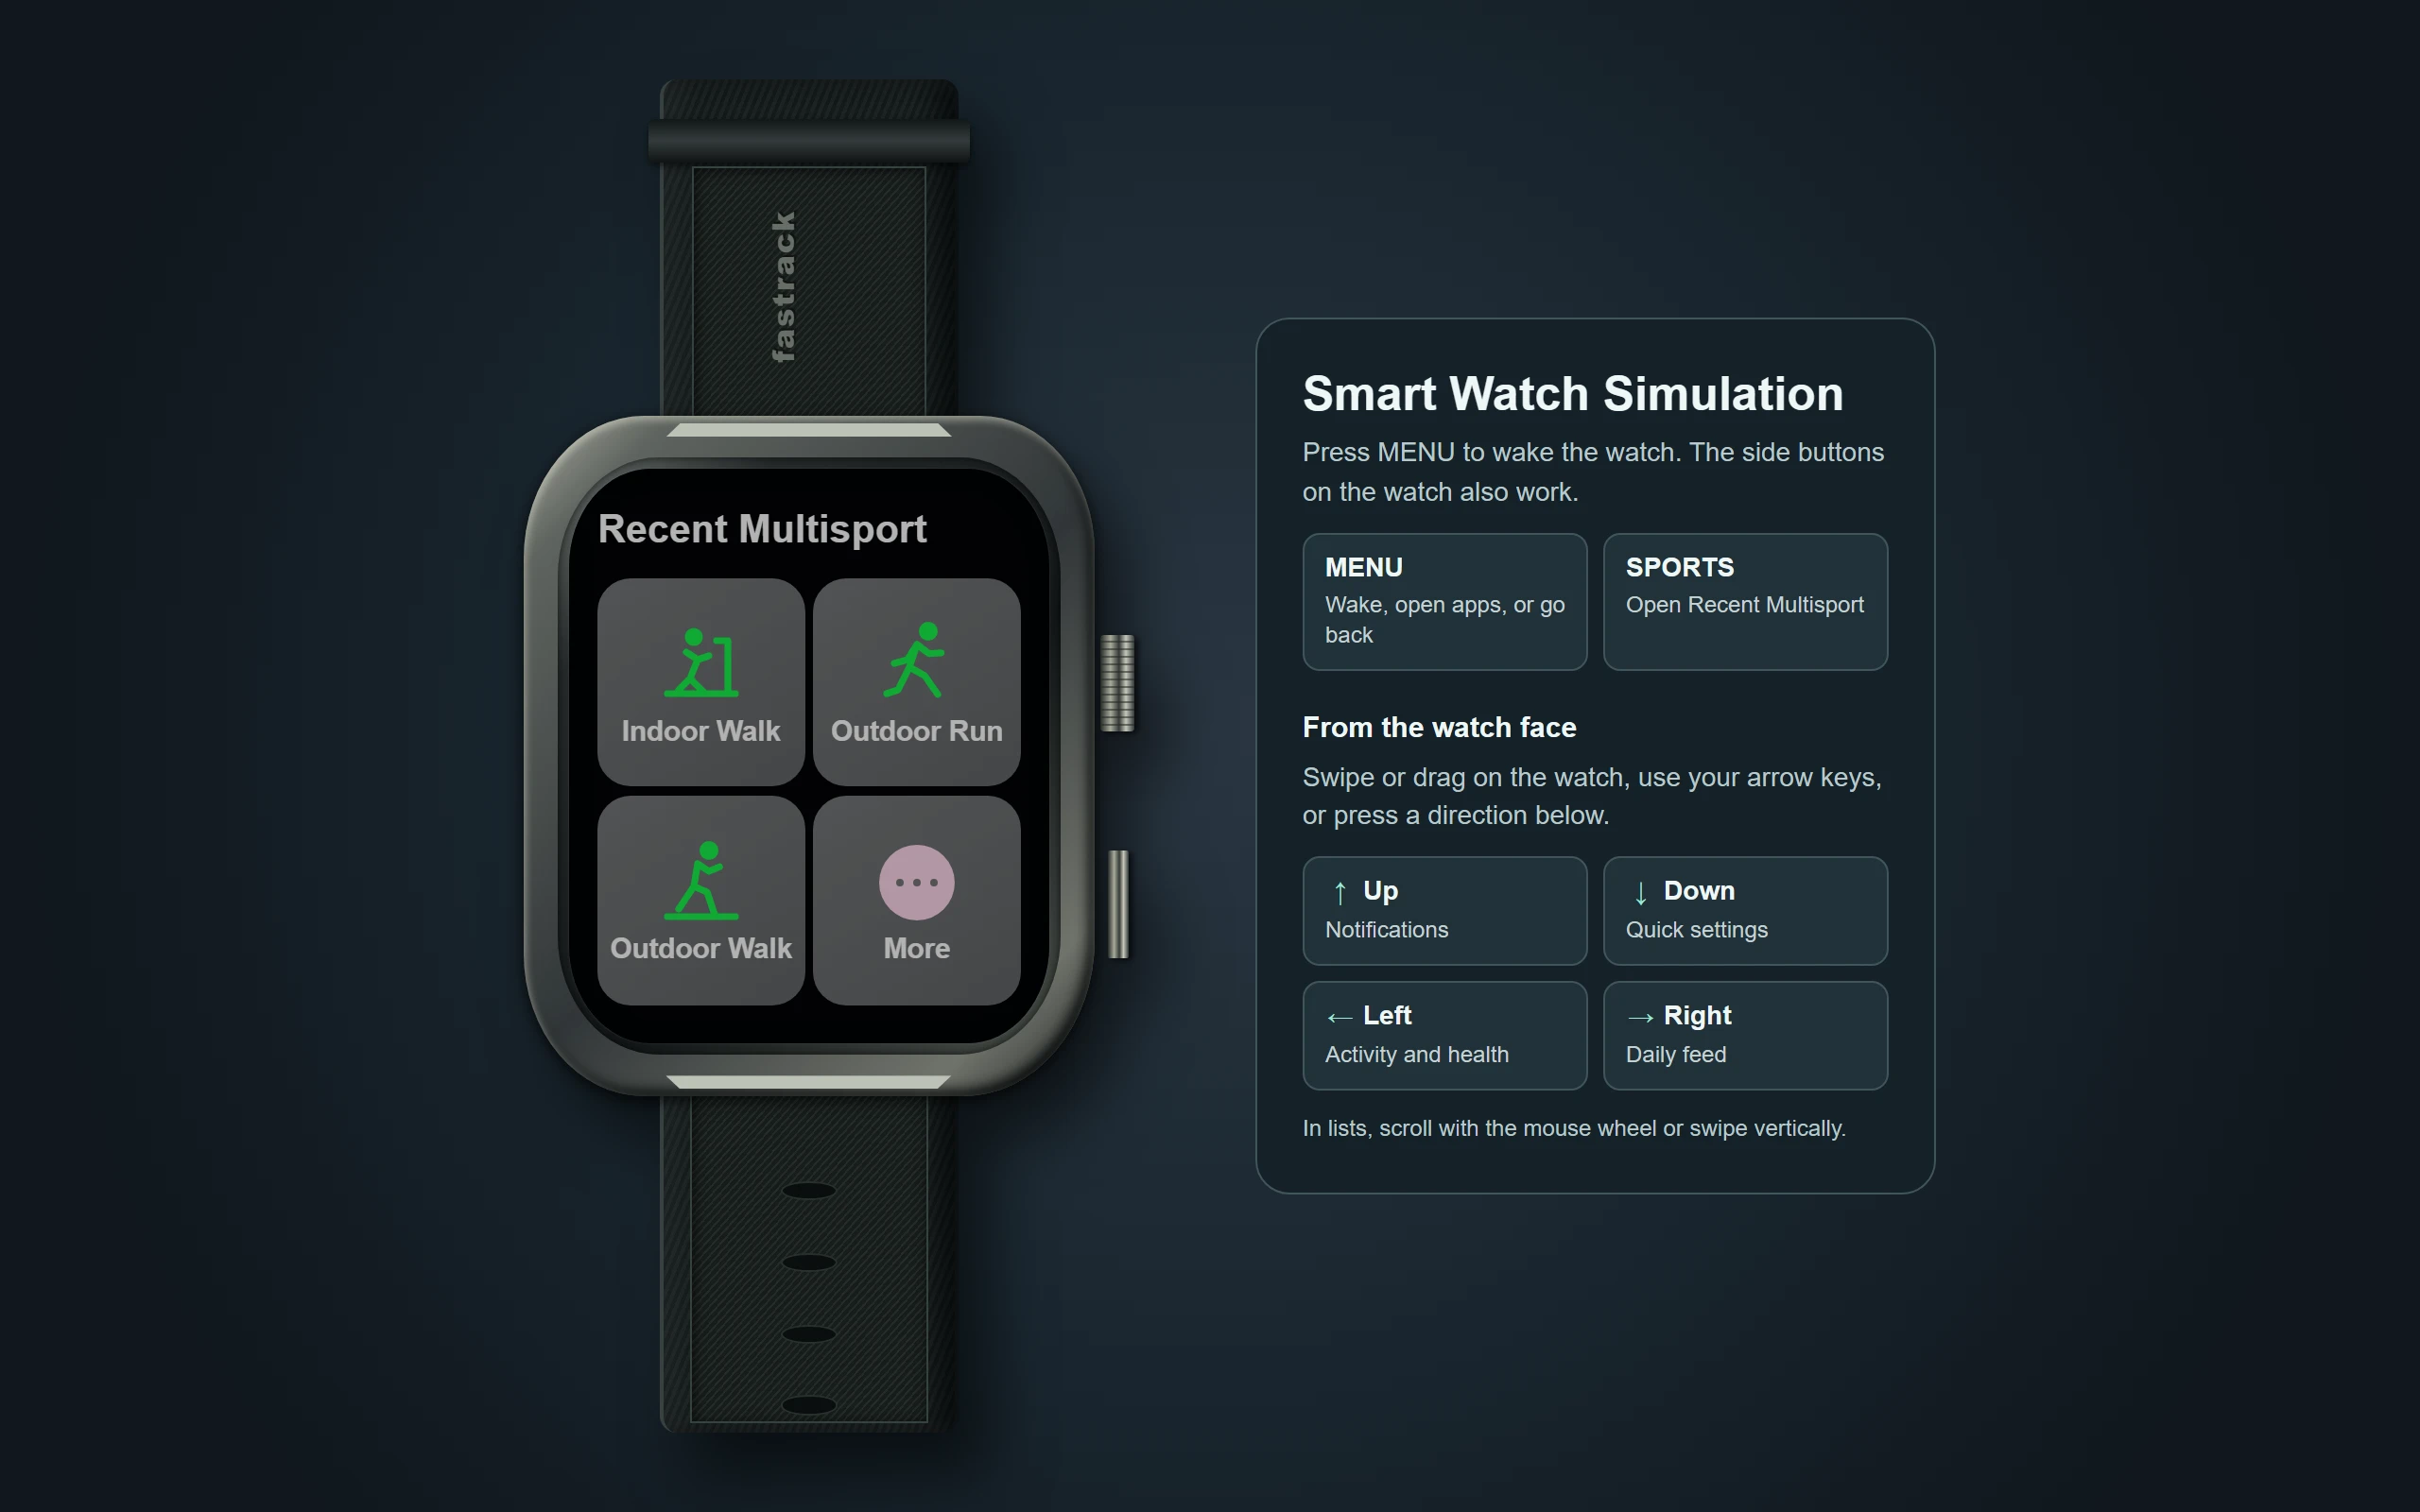 fastrack
Recent Multisport
Indoor Walk
Outdoor Run
Outdoor Walk
More
Smart Watch Simulation
Press MENU to wake the watch. The side buttons
on the watch also work.
MENU
Wake, open apps, or go
back
SPORTS
Open Recent Multisport
From the watch face
Swipe or drag on the watch, use your arrow keys,
or press a direction below.
↑ Up
Notifications
↓ Down
Quick settings
← Left
Activity and health
→ Right
Daily feed
In lists, scroll with the mouse wheel or swipe vertically.